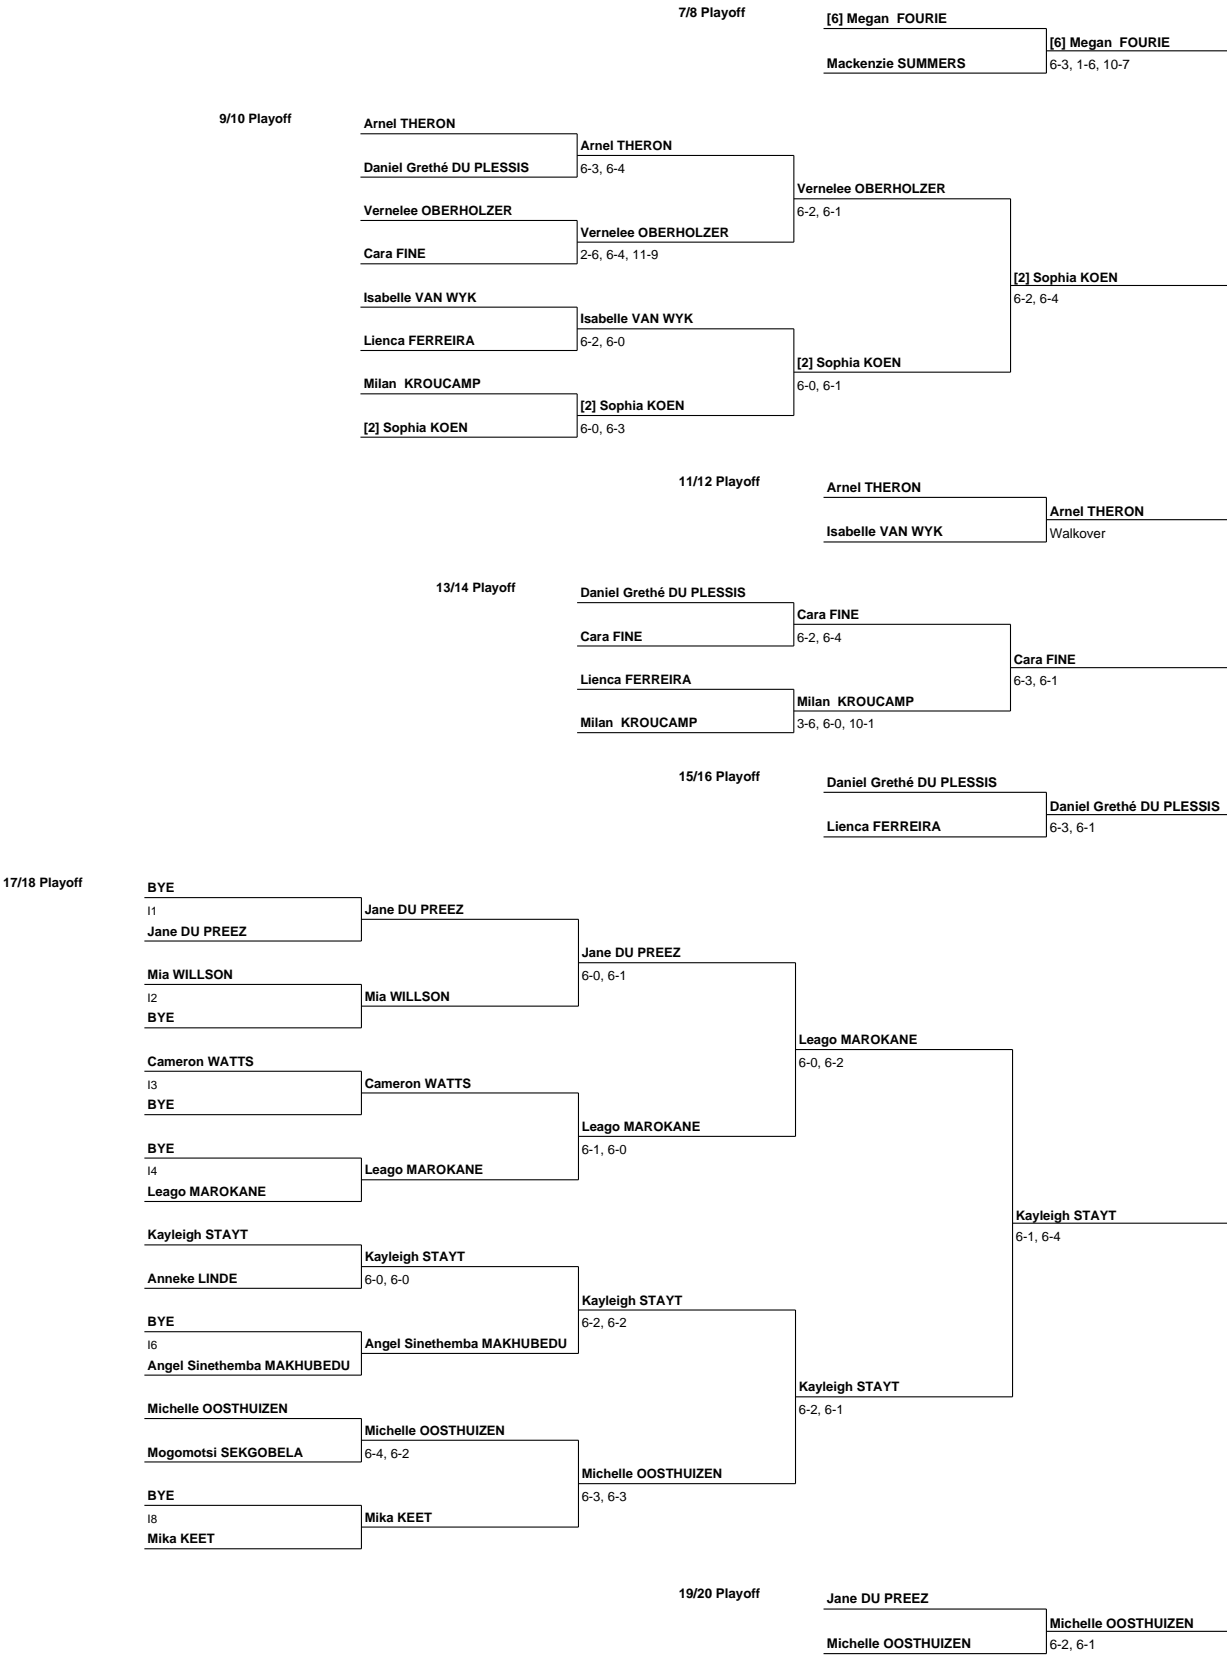 7/8 Playoff
[6] Megan  FOURIE
[6] Megan  FOURIE
Mackenzie SUMMERS
6-3, 1-6, 10-7
9/10 Playoff
Arnel THERON
Arnel THERON
Daniel Grethé DU PLESSIS
6-3, 6-4
Vernelee OBERHOLZER
Vernelee OBERHOLZER
6-2, 6-1
Vernelee OBERHOLZER
Cara FINE
2-6, 6-4, 11-9
[2] Sophia KOEN
Isabelle VAN WYK
6-2, 6-4
Isabelle VAN WYK
Lienca FERREIRA
6-2, 6-0
[2] Sophia KOEN
Milan  KROUCAMP
6-0, 6-1
[2] Sophia KOEN
[2] Sophia KOEN
6-0, 6-3
11/12 Playoff
Arnel THERON
Arnel THERON
Isabelle VAN WYK
Walkover
13/14 Playoff
Daniel Grethé DU PLESSIS
Cara FINE
Cara FINE
6-2, 6-4
Cara FINE
Lienca FERREIRA
6-3, 6-1
Milan  KROUCAMP
Milan  KROUCAMP
3-6, 6-0, 10-1
15/16 Playoff
Daniel Grethé DU PLESSIS
Daniel Grethé DU PLESSIS
Lienca FERREIRA
6-3, 6-1
17/18 Playoff
BYE
I1
Jane DU PREEZ
Jane DU PREEZ
Jane DU PREEZ
Mia WILLSON
6-0, 6-1
I2
Mia WILLSON
BYE
Leago MAROKANE
Cameron WATTS
6-0, 6-2
I3
Cameron WATTS
BYE
Leago MAROKANE
BYE
6-1, 6-0
I4
Leago MAROKANE
Leago MAROKANE
Kayleigh STAYT
Kayleigh STAYT
6-1, 6-4
Kayleigh STAYT
Anneke LINDE
6-0, 6-0
Kayleigh STAYT
BYE
6-2, 6-2
I6
Angel Sinethemba MAKHUBEDU
Angel Sinethemba MAKHUBEDU
Kayleigh STAYT
Michelle OOSTHUIZEN
6-2, 6-1
Michelle OOSTHUIZEN
Mogomotsi SEKGOBELA
6-4, 6-2
Michelle OOSTHUIZEN
BYE
6-3, 6-3
I8
Mika KEET
Mika KEET
19/20 Playoff
Jane DU PREEZ
Michelle OOSTHUIZEN
Michelle OOSTHUIZEN
6-2, 6-1